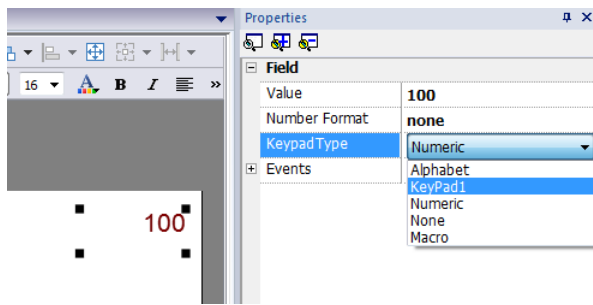 Properties
16 A B I »
Field
Value 100
Number Format none
KeypadType Numeric
Events Alphabet
KeyPad1
Numeric
None
Macro
100